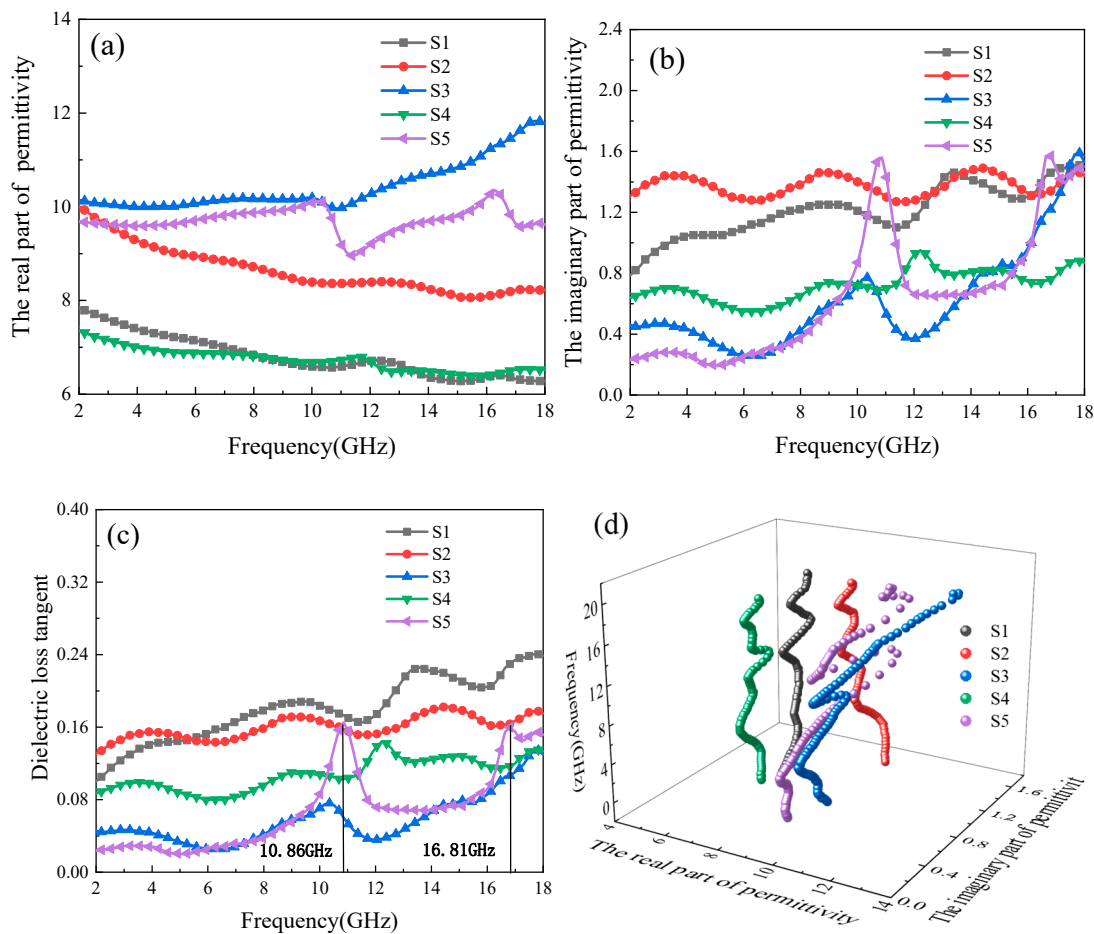 (a)
The real part of permittivity
14
12
10
8
6
2 4 6 8 10 12 14 16 18
Frequency(GHz)
S1
S2
S3
S4
S5
(b)
The imaginary part of permittivity
2.4
2.0
1.6
1.2
0.8
0.4
0.0
2 4 6 8 10 12 14 16 18
Frequency(GHz)
S1
S2
S3
S4
S5
(c)
Dielectric loss tangent
0.40
0.32
0.24
0.16
0.08
0.00
2 4 6 8 10 12 14 16 18
Frequency(GHz)
S1
S2
S3
S4
S5
10.86GHz
16.81GHz
(d)
Frequency(GHz)
20
16
12
8
4
0
4 6 8 10 12 14
The real part of permittivity
0.0 0.4 0.8 1.2 1.6
The imaginary part of permittivit
S1
S2
S3
S4
S5